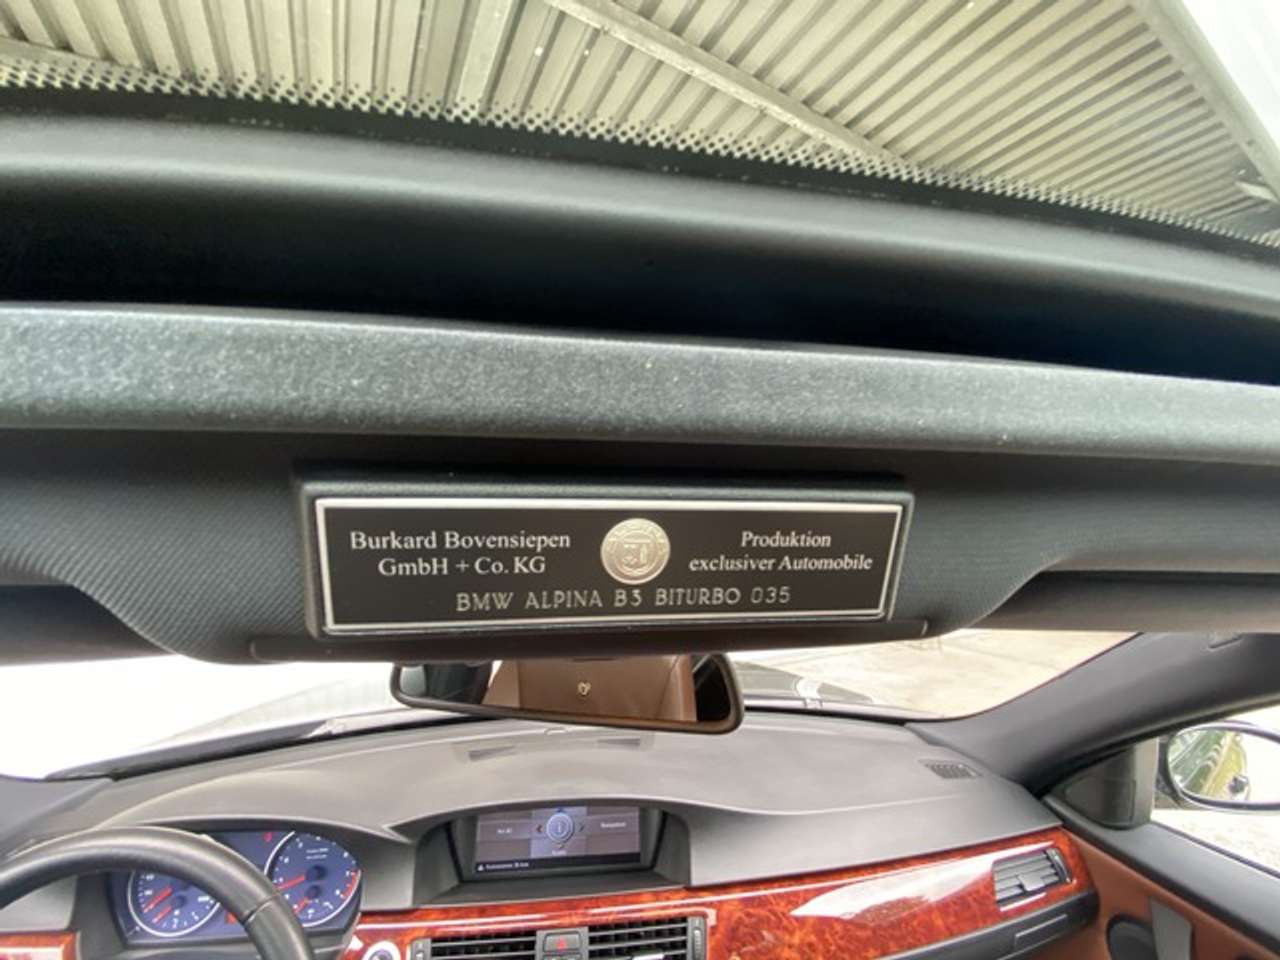 Burkard Bovensiepen
GmbH + Co. KG
Produktion
exclusiver Automobile
BMW ALPINA B3 BITURBO 035